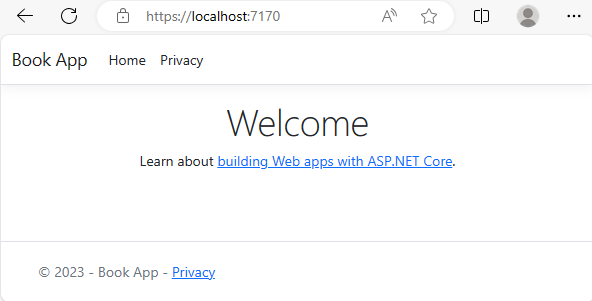 https://localhost:7170
Book App Home Privacy
Welcome
Learn about building Web apps with ASP.NET Core.
© 2023 - Book App - Privacy